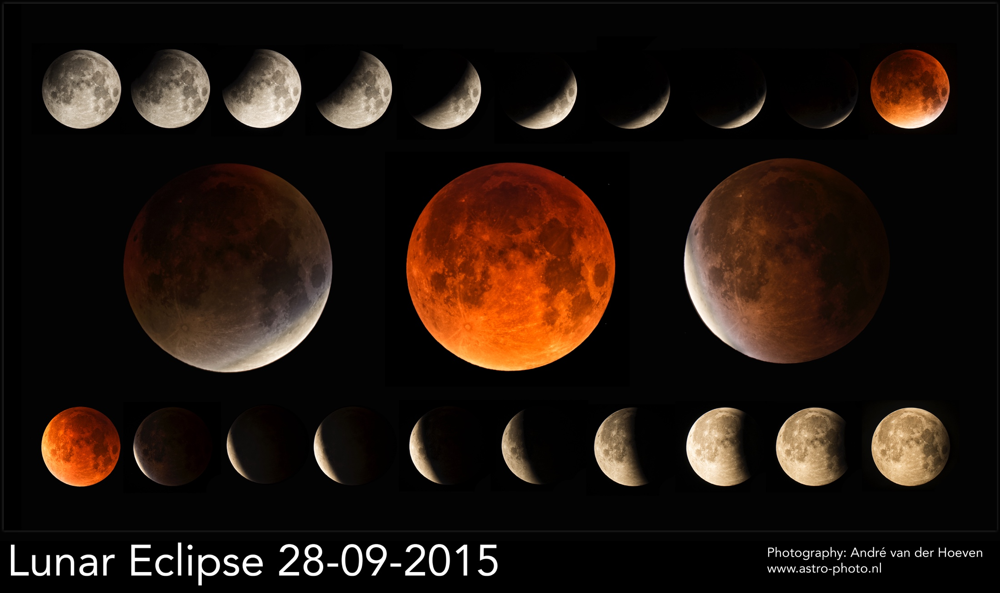 Lunar Eclipse 28-09-2015
Photography: André van der Hoeven
www.astro-photo.nl